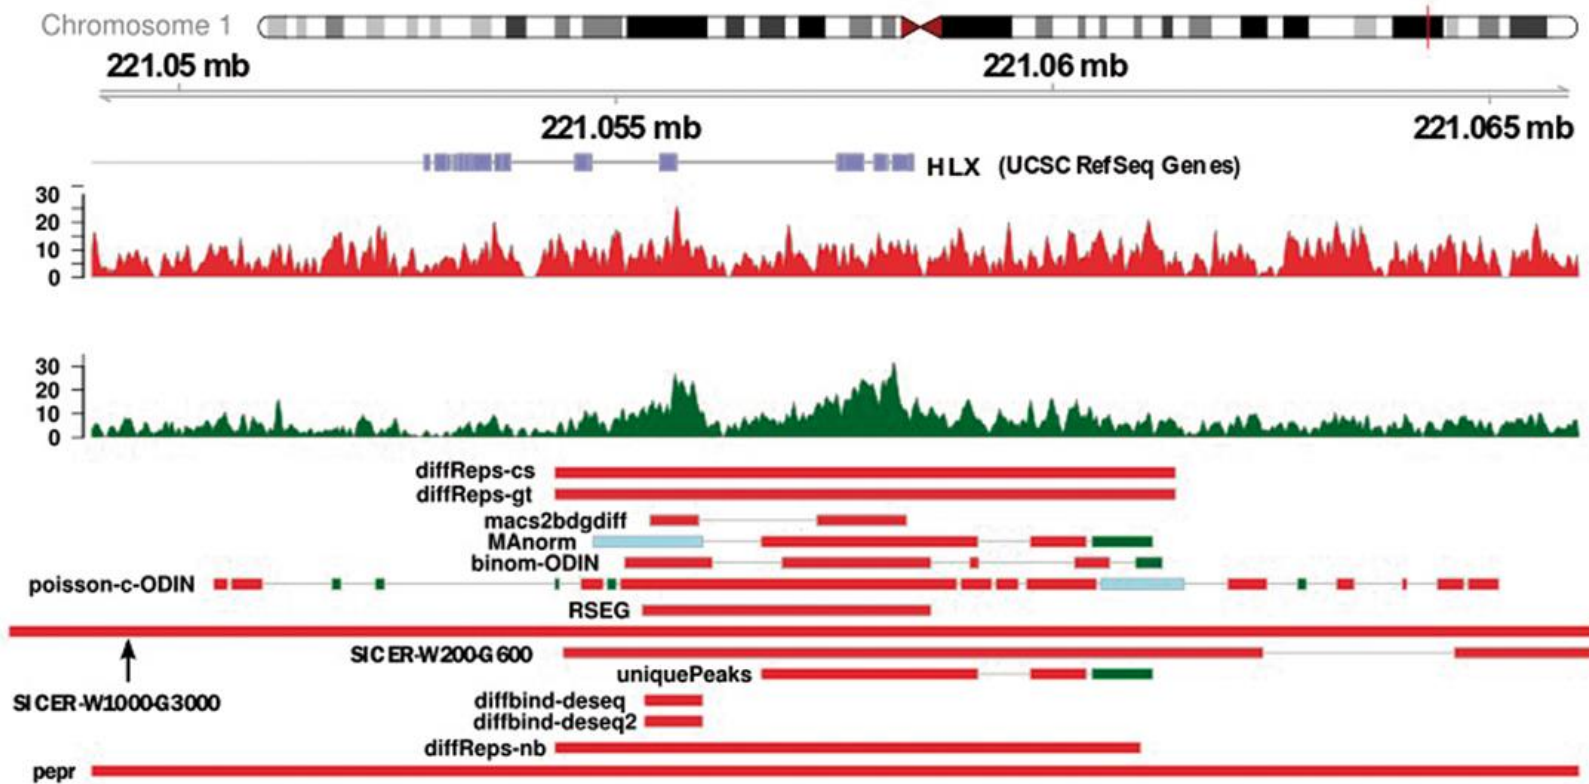 Chromosome 1
221.05 mb 221.06 mb
221.055 mb 221.065 mb
HLX (UCSC RefSeq Genes)
30
20
10
0
30
20
10
0
diffReps-cs
diffReps-gt
macs2bdgdiff
MAnorm
binom-ODIN
poisson-c-ODIN
RSEG
SICER-W200-G600
uniquePeaks
SICER-W1000-G3000
diffbind-deseq
diffbind-deseq2
diffReps-nb
pepr